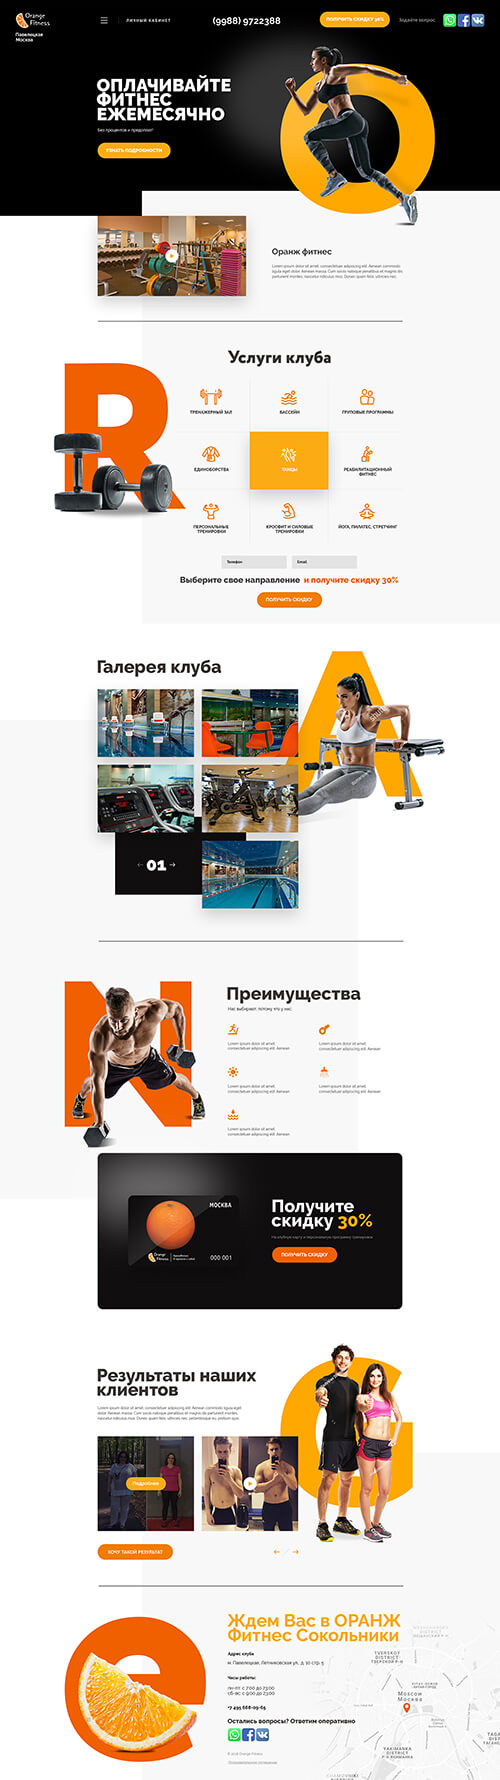 Orange
Fitness
Павелецкая
Москва
ЛИЧНЫЙ КАБИНЕТ
(9988) 9722388
ПОЛУЧИТЬ СКИДКУ 30%
Задайте вопрос
ОПЛАЧИВАЙТЕ
ФИТНЕС
ЕЖЕМЕСЯЧНО
Без процентов и предоплат!
УЗНАТЬ ПОДРОБНОСТИ
O
Оранж фитнес
Lorem ipsum dolor sit amet, consectetuer adipiscing elit. Aenean commodo
ligula eget dolor. Aenean massa. Cum sociis natoque penatibus et magnis dis
parturient montes, nascetur ridiculus mus. Donec quam felis.
R
Услуги клуба
ТРЕНАЖЕРНЫЙ ЗАЛ
БАССЕЙН
ГРУППОВЫЕ ПРОГРАММЫ
ЕДИНОБОРСТВА
ТАНЦЫ
РЕАБИЛИТАЦИОННЫЙ
ФИТНЕС
ПЕРСОНАЛЬНЫЕ
ТРЕНИРОВКИ
КРОСФИТ И СИЛОВЫЕ
ТРЕНИРОВКИ
ЙОГА, ПИЛАТЕС, СТРЕТЧИНГ
Телефон
Email
Выберите свое направление и получите скидку 30%
ПОЛУЧИТЬ СКИДКУ
Галерея клуба
A
← 01 →
N
Преимущества
Нас выбирают, потому что у нас:
Lorem ipsum dolor sit amet,
consectetuer adipiscing elit. Aenean
Lorem ipsum dolor sit amet,
consectetuer adipiscing elit. Aenean
Lorem ipsum dolor sit amet,
consectetuer adipiscing elit. Aenean
Lorem ipsum dolor sit amet,
consectetuer adipiscing elit. Aenean
Lorem ipsum dolor sit amet,
consectetuer adipiscing elit. Aenean
МОСКВА
Orange
Fitness
000 001
Получите
скидку 30%
На клубную карту и персональную программу тренировок
ПОЛУЧИТЬ СКИДКУ
Результаты наших
клиентов
Lorem ipsum dolor sit amet, consectetuer adipiscing elit. Aenean commodo ligula eget dolor.
Aenean massa. Cum sociis natoque penatibus et magnis dis parturient montes,
nascetur ridiculus mus. Donec quam felis, ultricies nec, pellentesque eu, pretium quis.
G
Подробнее
ХОЧУ ТАКОЙ РЕЗУЛЬТАТ
e
Ждем Вас в ОРАНЖ
Фитнес Сокольники
Адрес клуба
м. Павелецкая, Летниковская ул., д. 10 стр. 5
Часы работы:
пн-пт: с 7:00 до 23:00
сб-вс: с 9:00 до 23:00
+7 495 668-09-65
Остались вопросы? Ответим оперативно
© 2018 Orange Fitness
Пользовательское соглашение
TVERSKOY
DISTRICT
Moscow
Москва
YAKIMANKA
DISTRICT
Р-Н ЯКИМАНКА